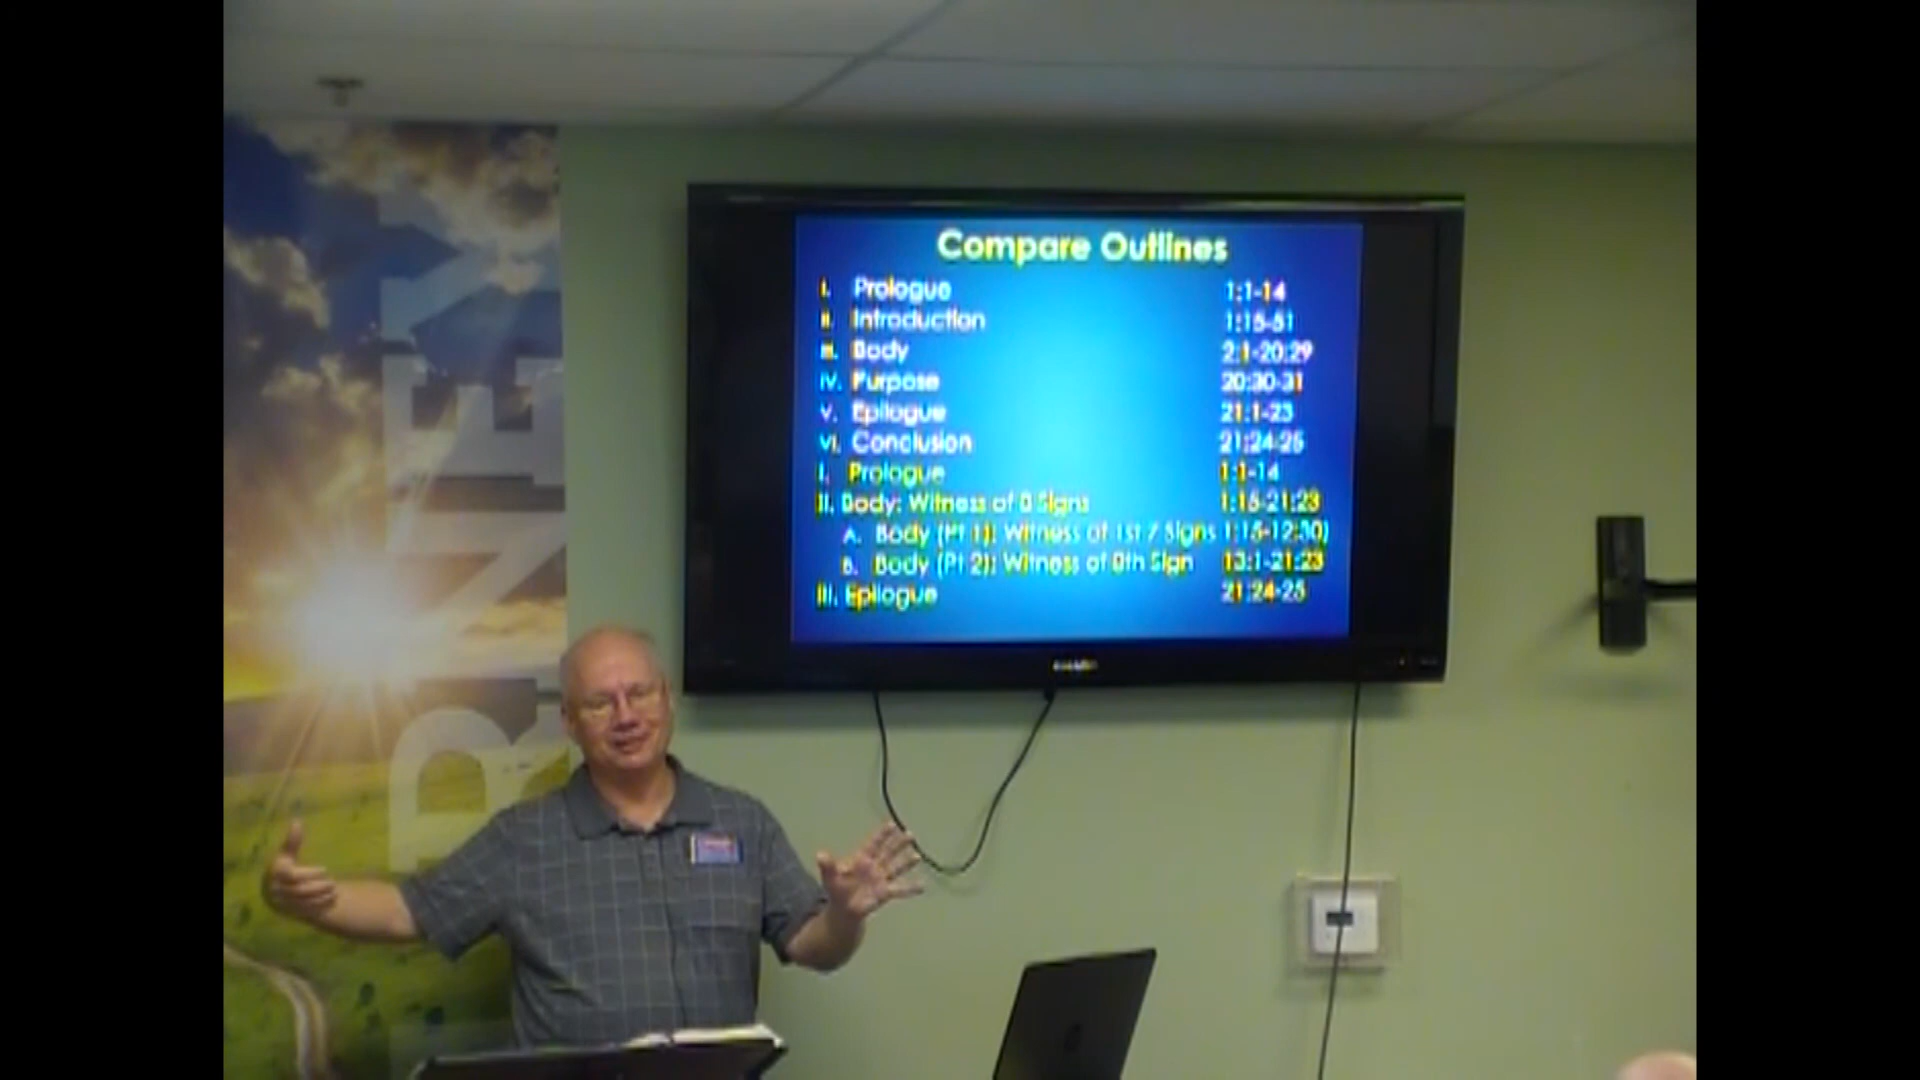 Compare Outlines
I. Prologue 1:1-14
II. Introduction 1:15-51
III. Body 2:1-20:29
IV. Purpose 20:30-31
V. Epilogue 21:1-23
VI. Conclusion 21:24-25
I. Prologue 1:1-14
II. Body: Witness of 8 Signs 1:15-21:23
A. Body (Pt 1): Witness of 1st 7 Signs 1:15-12:50)
B. Body (Pt 2): Witness of 8th Sign 13:1-21:23
III. Epilogue 21:24-25